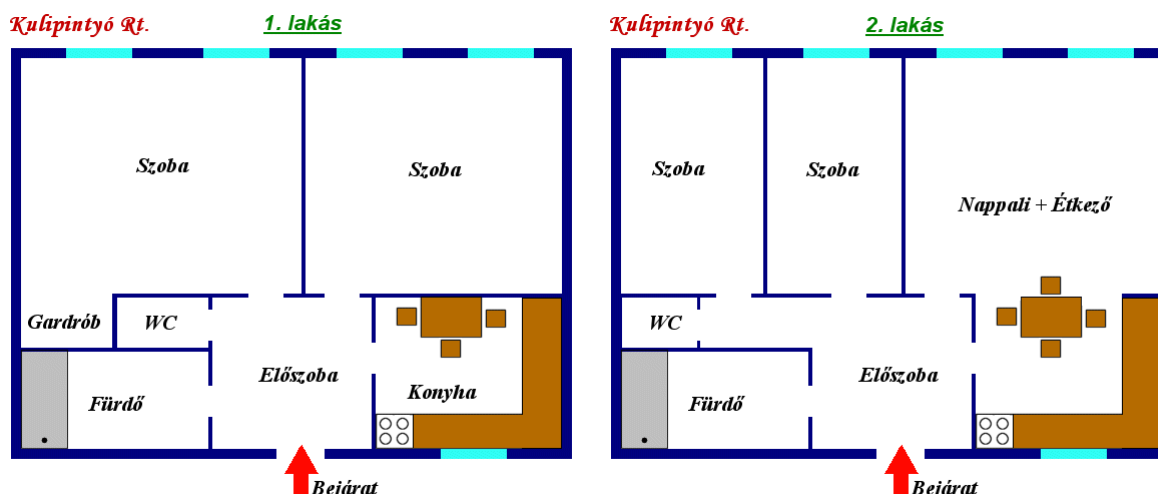 Kulipintyó Rt.
1. lakás
Szoba
Szoba
Gardrób
WC
Előszoba
Konyha
Fürdő
Bejárat
Kulipintyó Rt.
2. lakás
Szoba
Szoba
Nappali + Étkező
WC
Előszoba
Fürdő
Bejárat